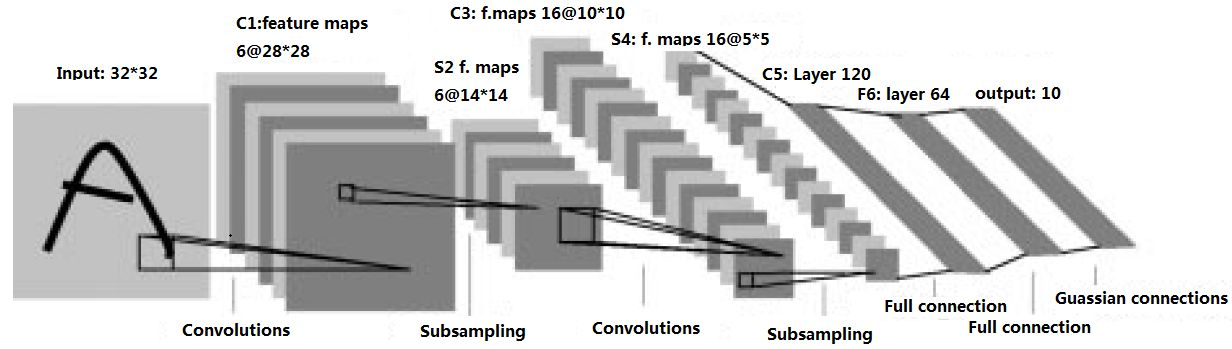 C1:feature maps
6@28*28
C3: f.maps 16@10*10
S4: f. maps 16@5*5
Input: 32*32
S2 f. maps
6@14*14
C5: Layer 120
F6: layer 64
output: 10
A
Convolutions
Subsampling
Convolutions
Subsampling
Full connection
Full connection
Guassian connections